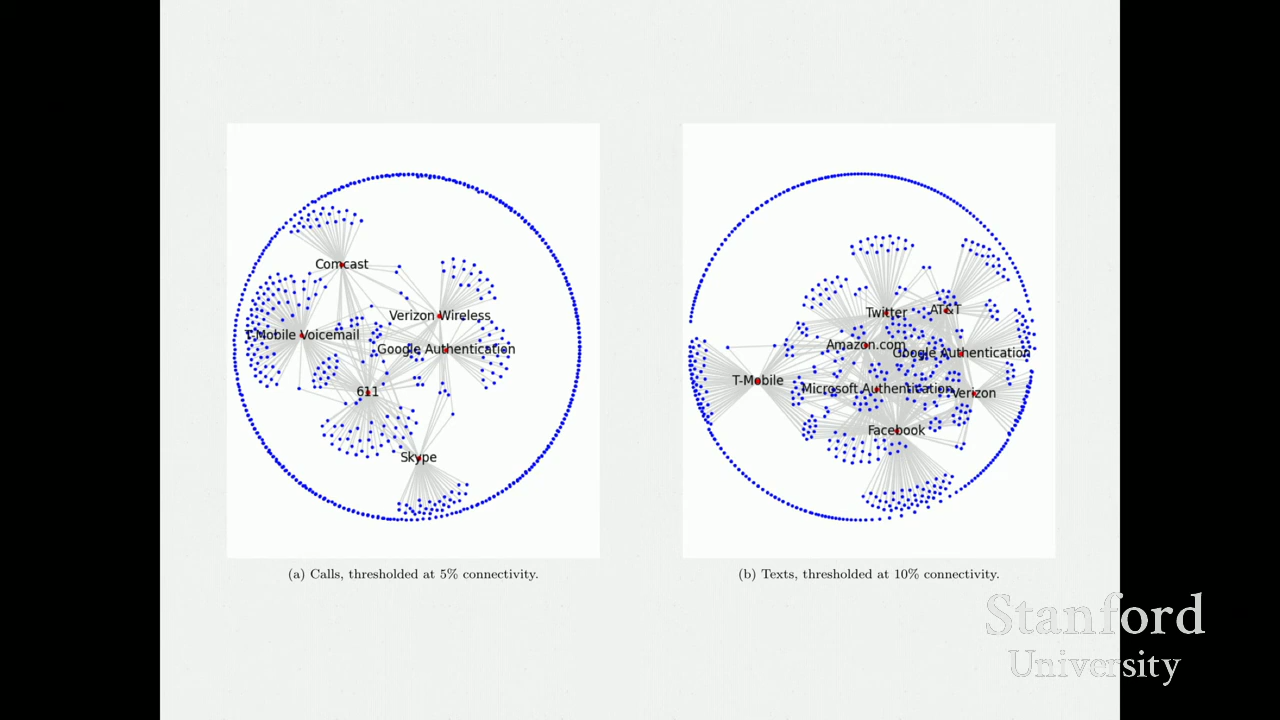 Comcast
Verizon Wireless
T-Mobile Voicemail
Google Authentication
611
Skype
(a) Calls, thresholded at 5% connectivity.
Twitter
AT&T
Amazon.com
Google Authentication
T-Mobile
Microsoft Authentication
Verizon
Facebook
(b) Texts, thresholded at 10% connectivity.
Stanford
University